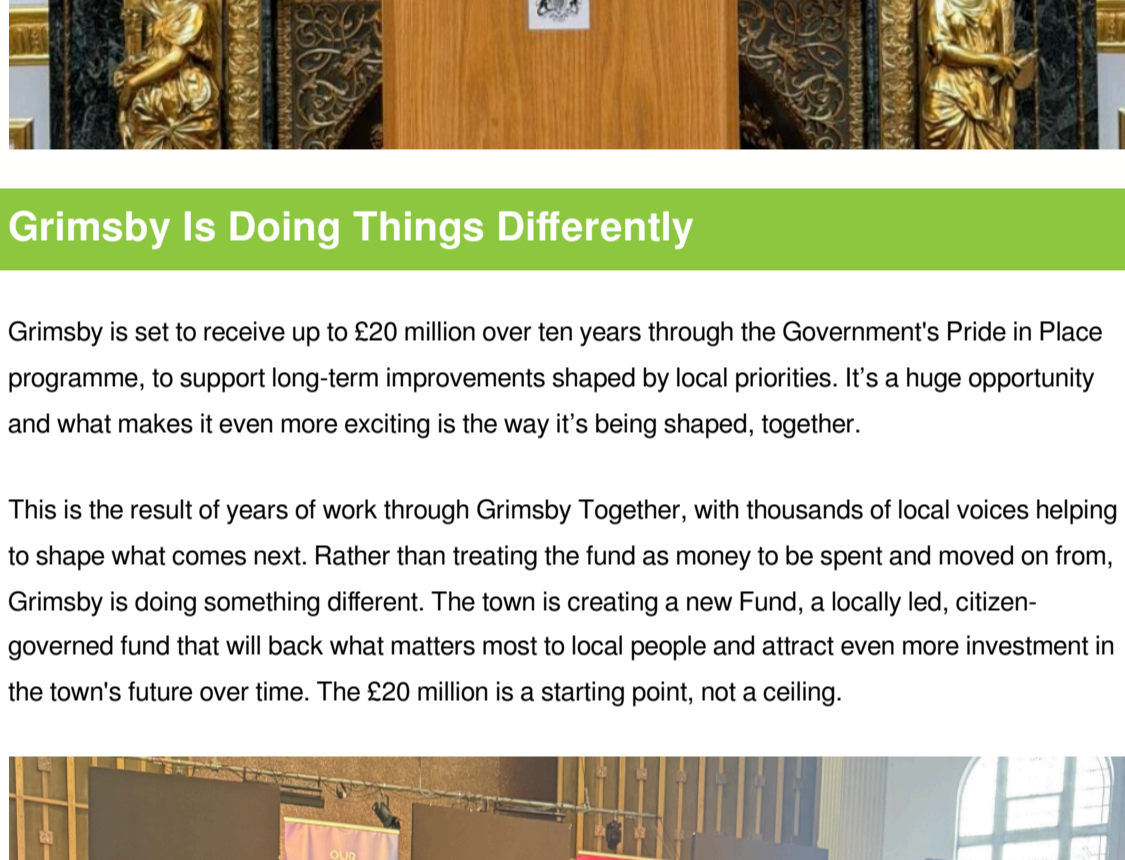 Grimsby Is Doing Things Differently
Grimsby is set to receive up to £20 million over ten years through the Government's Pride in Place
programme, to support long-term improvements shaped by local priorities. It’s a huge opportunity
and what makes it even more exciting is the way it’s being shaped, together.
This is the result of years of work through Grimsby Together, with thousands of local voices helping
to shape what comes next. Rather than treating the fund as money to be spent and moved on from,
Grimsby is doing something different. The town is creating a new Fund, a locally led, citizen-
governed fund that will back what matters most to local people and attract even more investment in
the town's future over time. The £20 million is a starting point, not a ceiling.
OUR